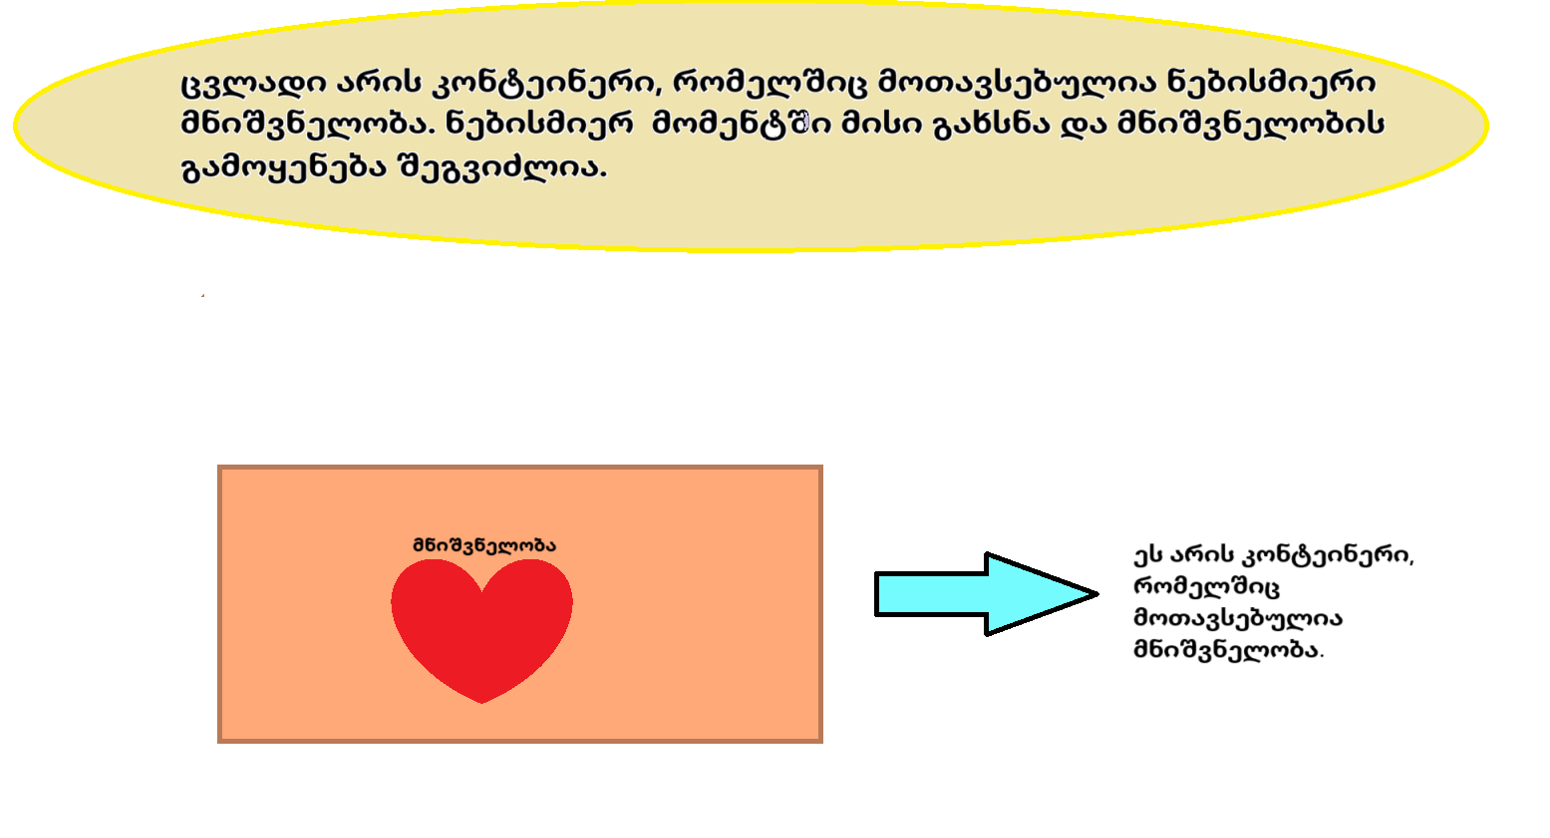 ცვლადი არის კონტეინერი, რომელშიც მოთავსებულია ნებისმიერი
მნიშვნელობა. ნებისმიერ  მომენტში მისი გახსნა და მნიშვნელობის
გამოყენება შეგვიძლია.
მნიშვნელობა
ეს არის კონტეინერი,
რომელშიც
მოთავსებულია
მნიშვნელობა.